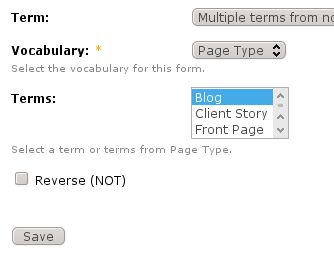 Term: Multiple terms from
Vocabulary: * Page Type
Select the vocabulary for this form.
Terms: Blog
Client Story
Front Page
Select a term or terms from Page Type.
Reverse (NOT)
Save